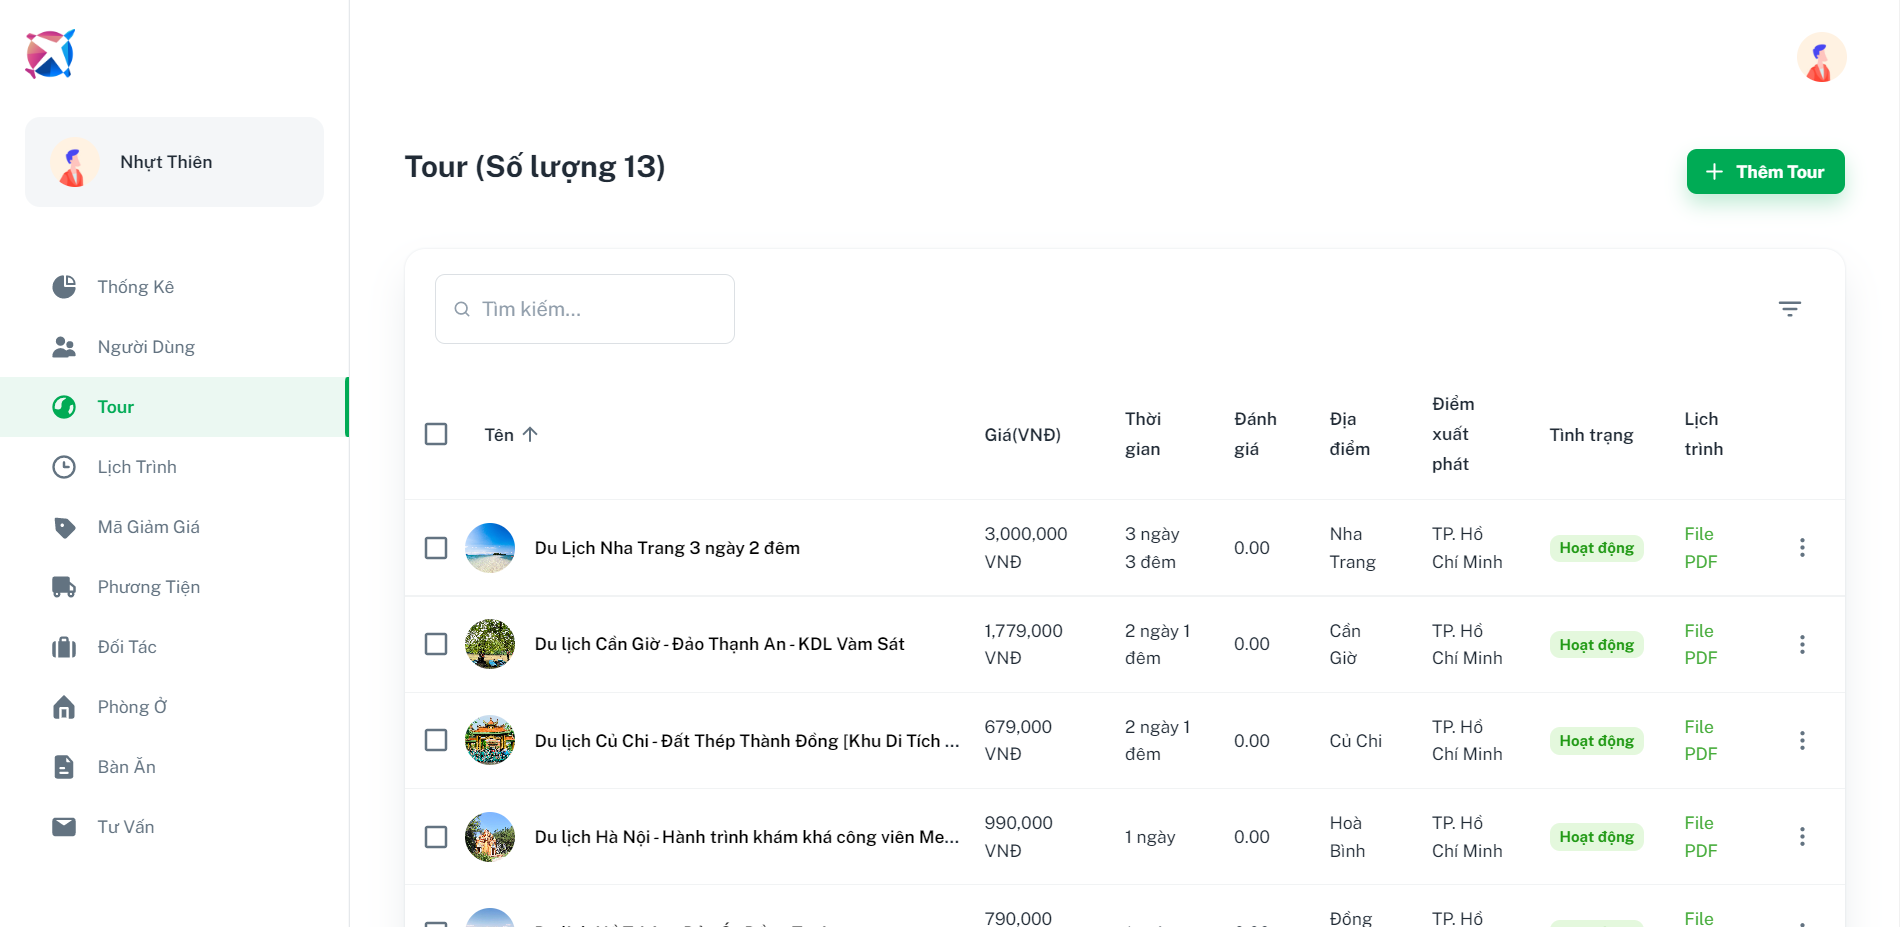 Nhựt Thiên
Thống Kê
Người Dùng
Tour
Lịch Trình
Mã Giảm Giá
Phương Tiện
Đối Tác
Phòng Ở
Bàn Ăn
Tư Vấn
Tour (Số lượng 13)
Thêm Tour
Tìm kiếm...
Tên
Giá(VNĐ)
Thời
gian
Đánh
giá
Địa
điểm
Điểm
xuất
phát
Tình trạng
Lịch
trình
Du Lịch Nha Trang 3 ngày 2 đêm
3,000,000
VNĐ
3 ngày
3 đêm
0.00
Nha
Trang
TP. Hồ
Chí Minh
Hoạt động
File
PDF
Du lịch Cần Giờ - Đảo Thạnh An - KDL Vàm Sát
1,779,000
VNĐ
2 ngày 1
đêm
0.00
Cần
Giờ
TP. Hồ
Chí Minh
Hoạt động
File
PDF
Du lịch Củ Chi - Đất Thép Thành Đồng [Khu Di Tích ...
679,000
VNĐ
2 ngày 1
đêm
0.00
Củ Chi
TP. Hồ
Chí Minh
Hoạt động
File
PDF
Du lịch Hà Nội - Hành trình khám khá công viên Me...
990,000
VNĐ
1 ngày
0.00
Hoà
Bình
TP. Hồ
Chí Minh
Hoạt động
File
PDF
790,000
Đồng
TP. Hồ
File